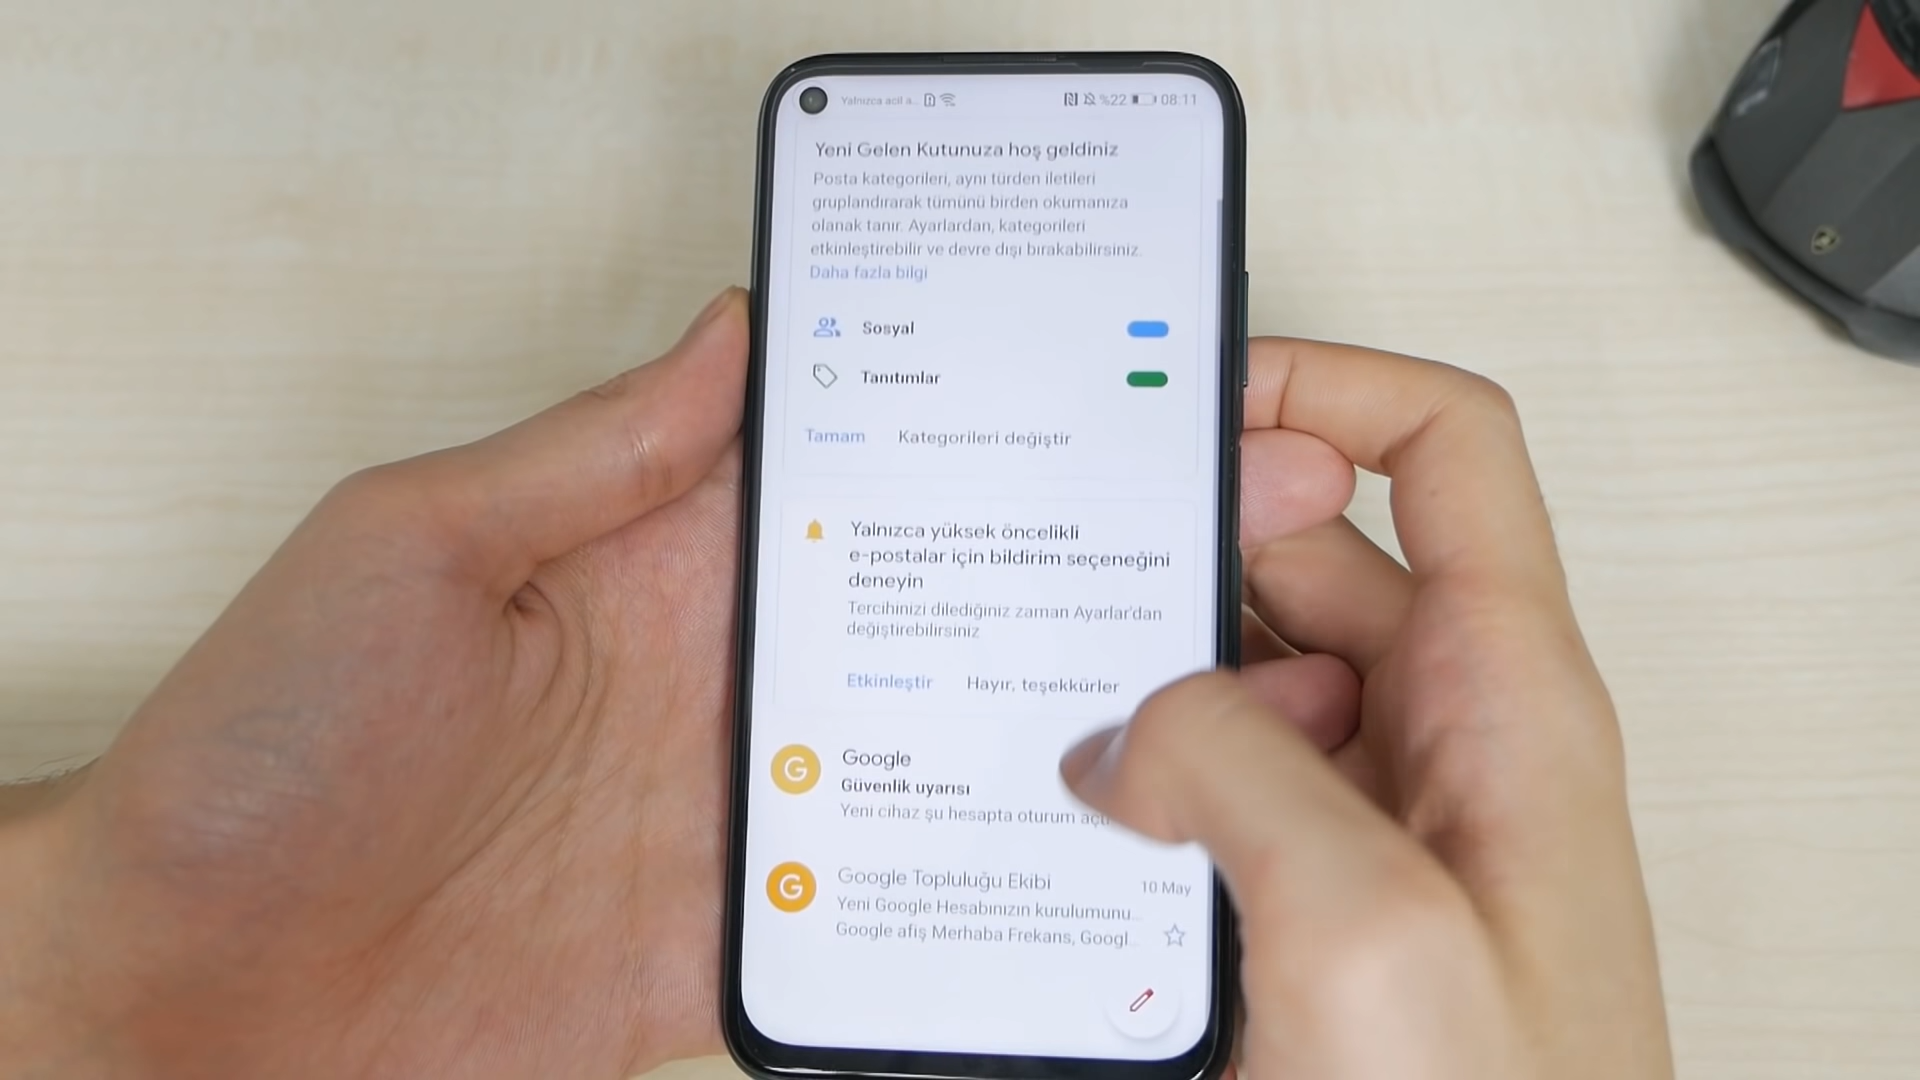 Yalnızca acil a... %22 08:11
Yeni Gelen Kutunuza hoş geldiniz
Posta kategorileri, aynı türden iletileri
gruplandırarak tümünü birden okumanıza
olanak tanır. Ayarlardan, kategorileri
etkinleştirebilir ve devre dışı bırakabilirsiniz.
Daha fazla bilgi
Sosyal
Tanıtımlar
Tamam Kategorileri değiştir
Yalnızca yüksek öncelikli
e-postalar için bildirim seçeneğini
deneyin
Tercihinizi dilediğiniz zaman Ayarlar'dan
değiştirebilirsiniz
Etkinleştir Hayır, teşekkürler
G Google
Güvenlik uyarısı
Yeni cihaz şu hesapta oturum açtı
G Google Topluluğu Ekibi 10 May
Yeni Google Hesabınızın kurulumunu...
Google afiş Merhaba Frekans, Googl...